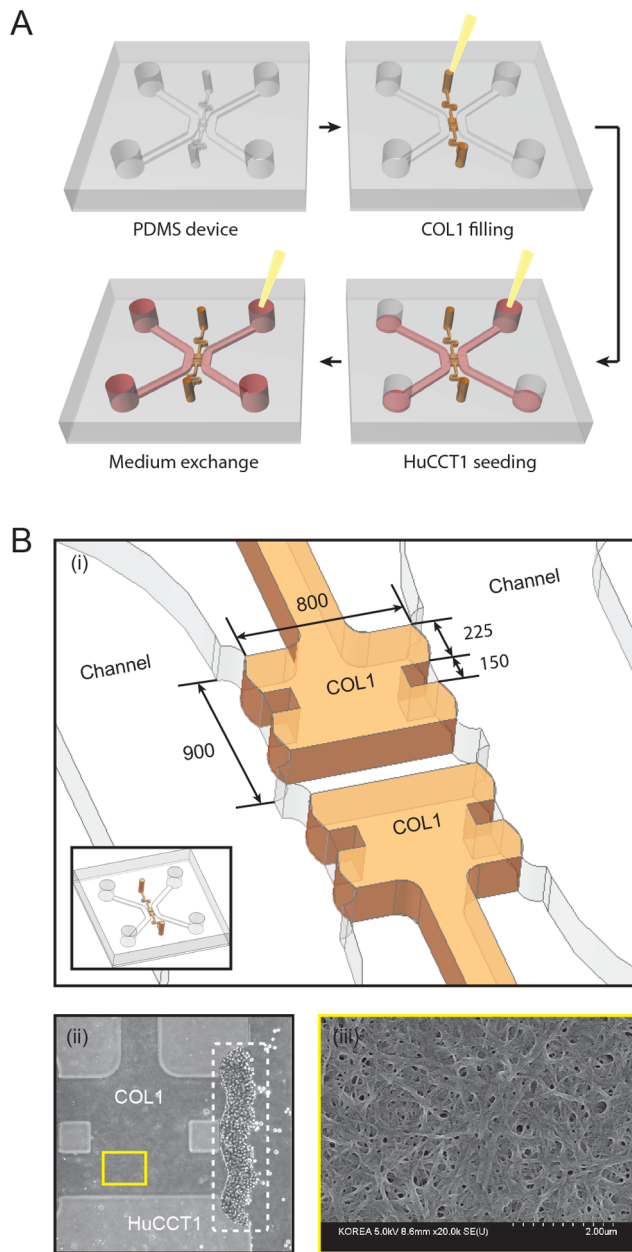 A
PDMS device
COL1 filling
Medium exchange
HuCCT1 seeding
B
(i)
Channel
800
Channel
225
150
COL1
900
COL1
(ii)
COL1
HuCCT1
(iii)
KOREA 5.0kV 8.6mm x20.0k SE(U)
2.00um